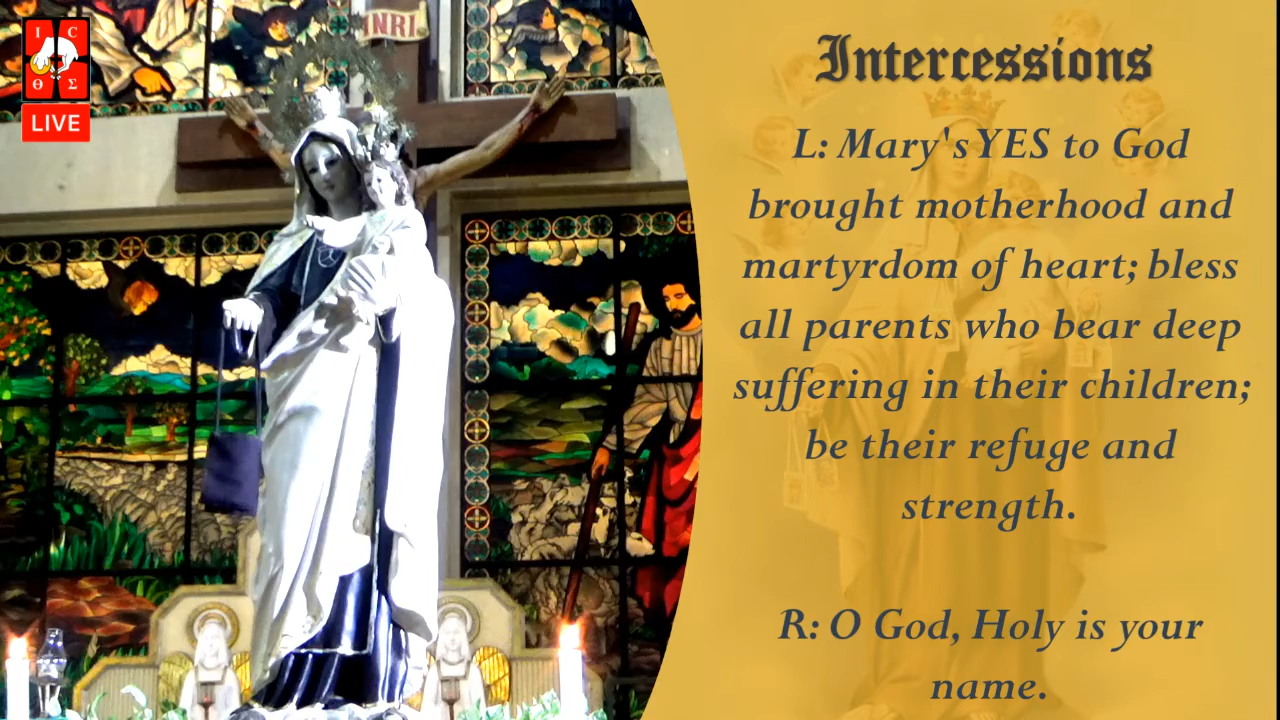 I C
Θ Σ
LIVE
INRI
Intercessions
L: Mary's YES to God
brought motherhood and
martyrdom of heart; bless
all parents who bear deep
suffering in their children;
be their refuge and
strength.
R: O God, Holy is your
name.